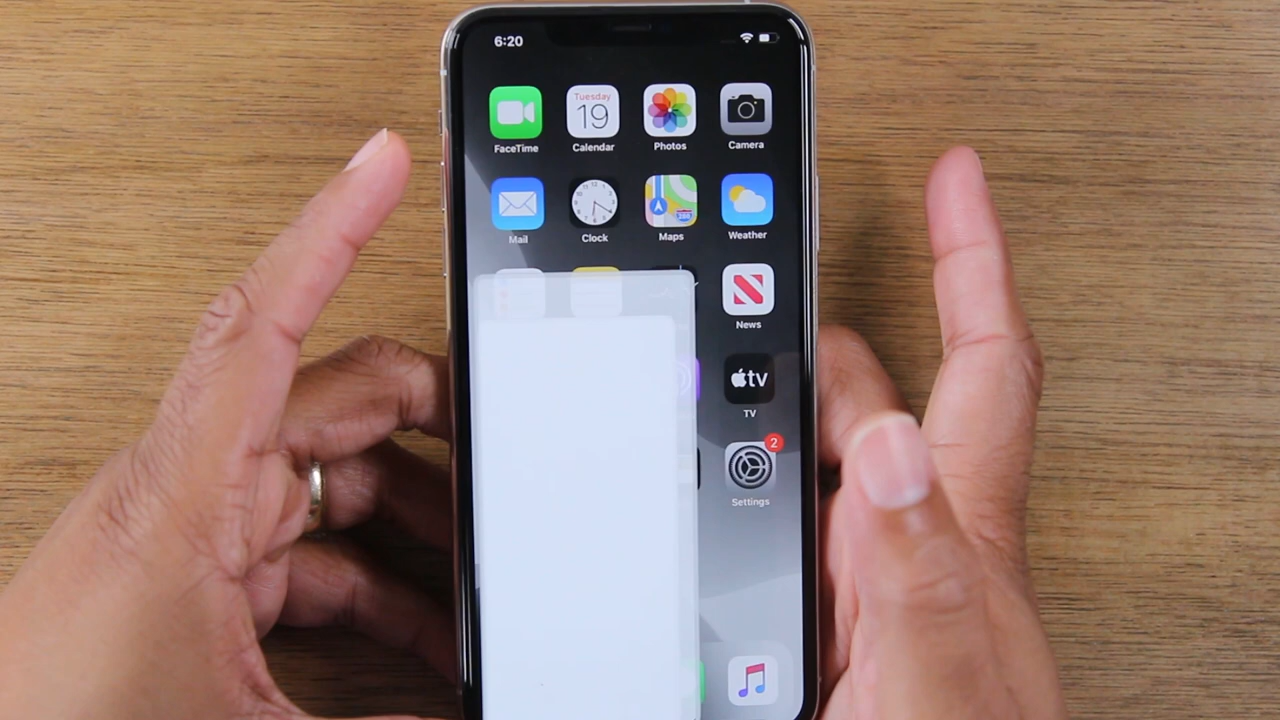 6:20
Tuesday
19
FaceTime
Calendar
Photos
Camera
Mail
Clock
Maps
Weather
News
tv
TV
2
Settings